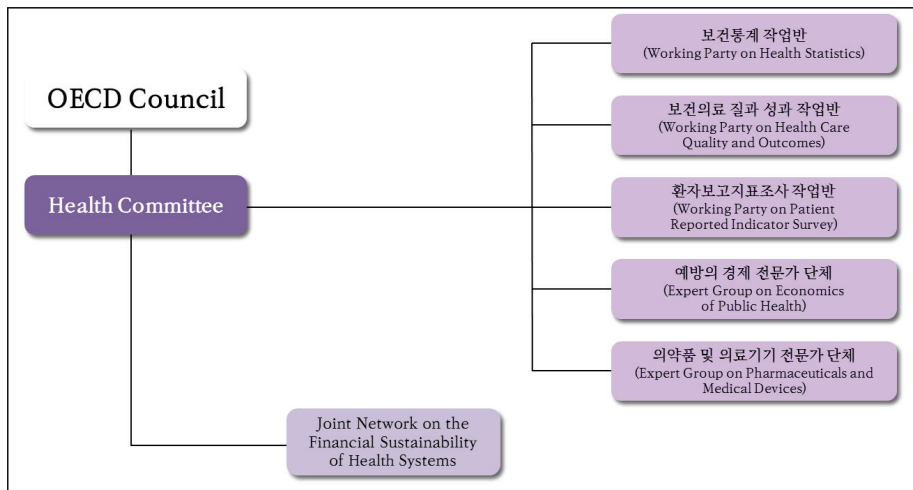 OECD Council
Health Committee
보건통계 작업반
(Working Party on Health Statistics)
보건의료 질과 성과 작업반
(Working Party on Health Care
Quality and Outcomes)
환자보고지표조사 작업반
(Working Party on Patient
Reported Indicator Survey)
예방의 경제 전문가 단체
(Expert Group on Economics
of Public Health)
의약품 및 의료기기 전문가 단체
(Expert Group on Pharmaceuticals and
Medical Devices)
Joint Network on the
Financial Sustainability
of Health Systems